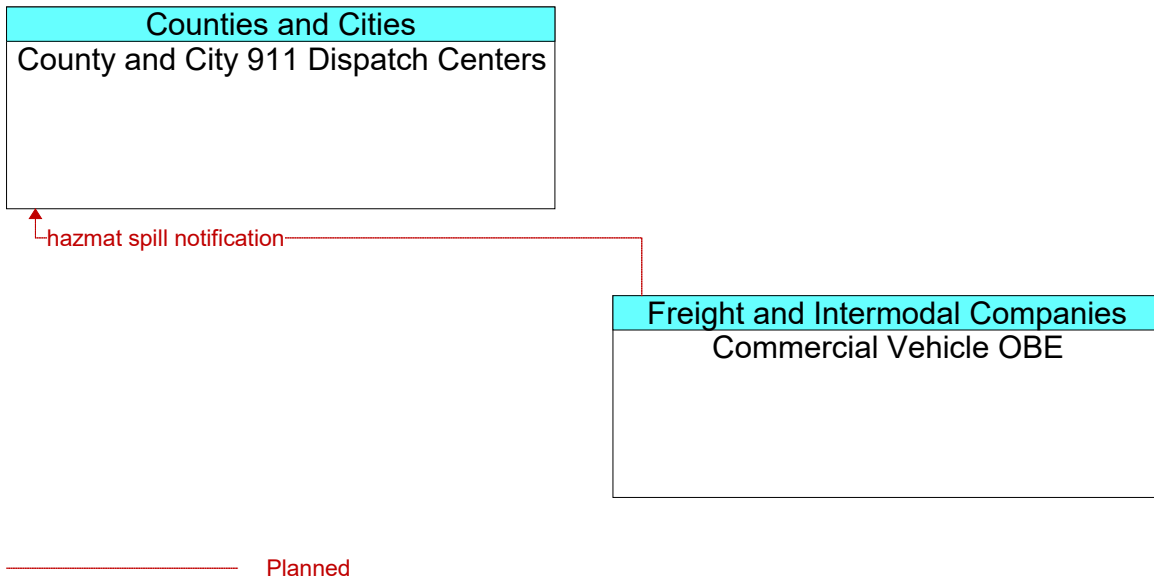 Counties and Cities
County and City 911 Dispatch Centers
hazmat spill notification
Freight and Intermodal Companies
Commercial Vehicle OBE
Planned